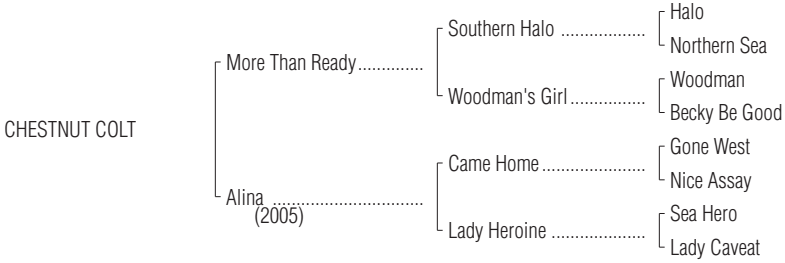 Halo
Southern Halo ...................
Northern Sea
More Than Ready..............
Woodman
Woodman's Girl.................
Becky Be Good
CHESTNUT COLT
Gone West
Came Home.......................
Nice Assay
Alina ................................
(2005)
Sea Hero
Lady Heroine .....................
Lady Caveat